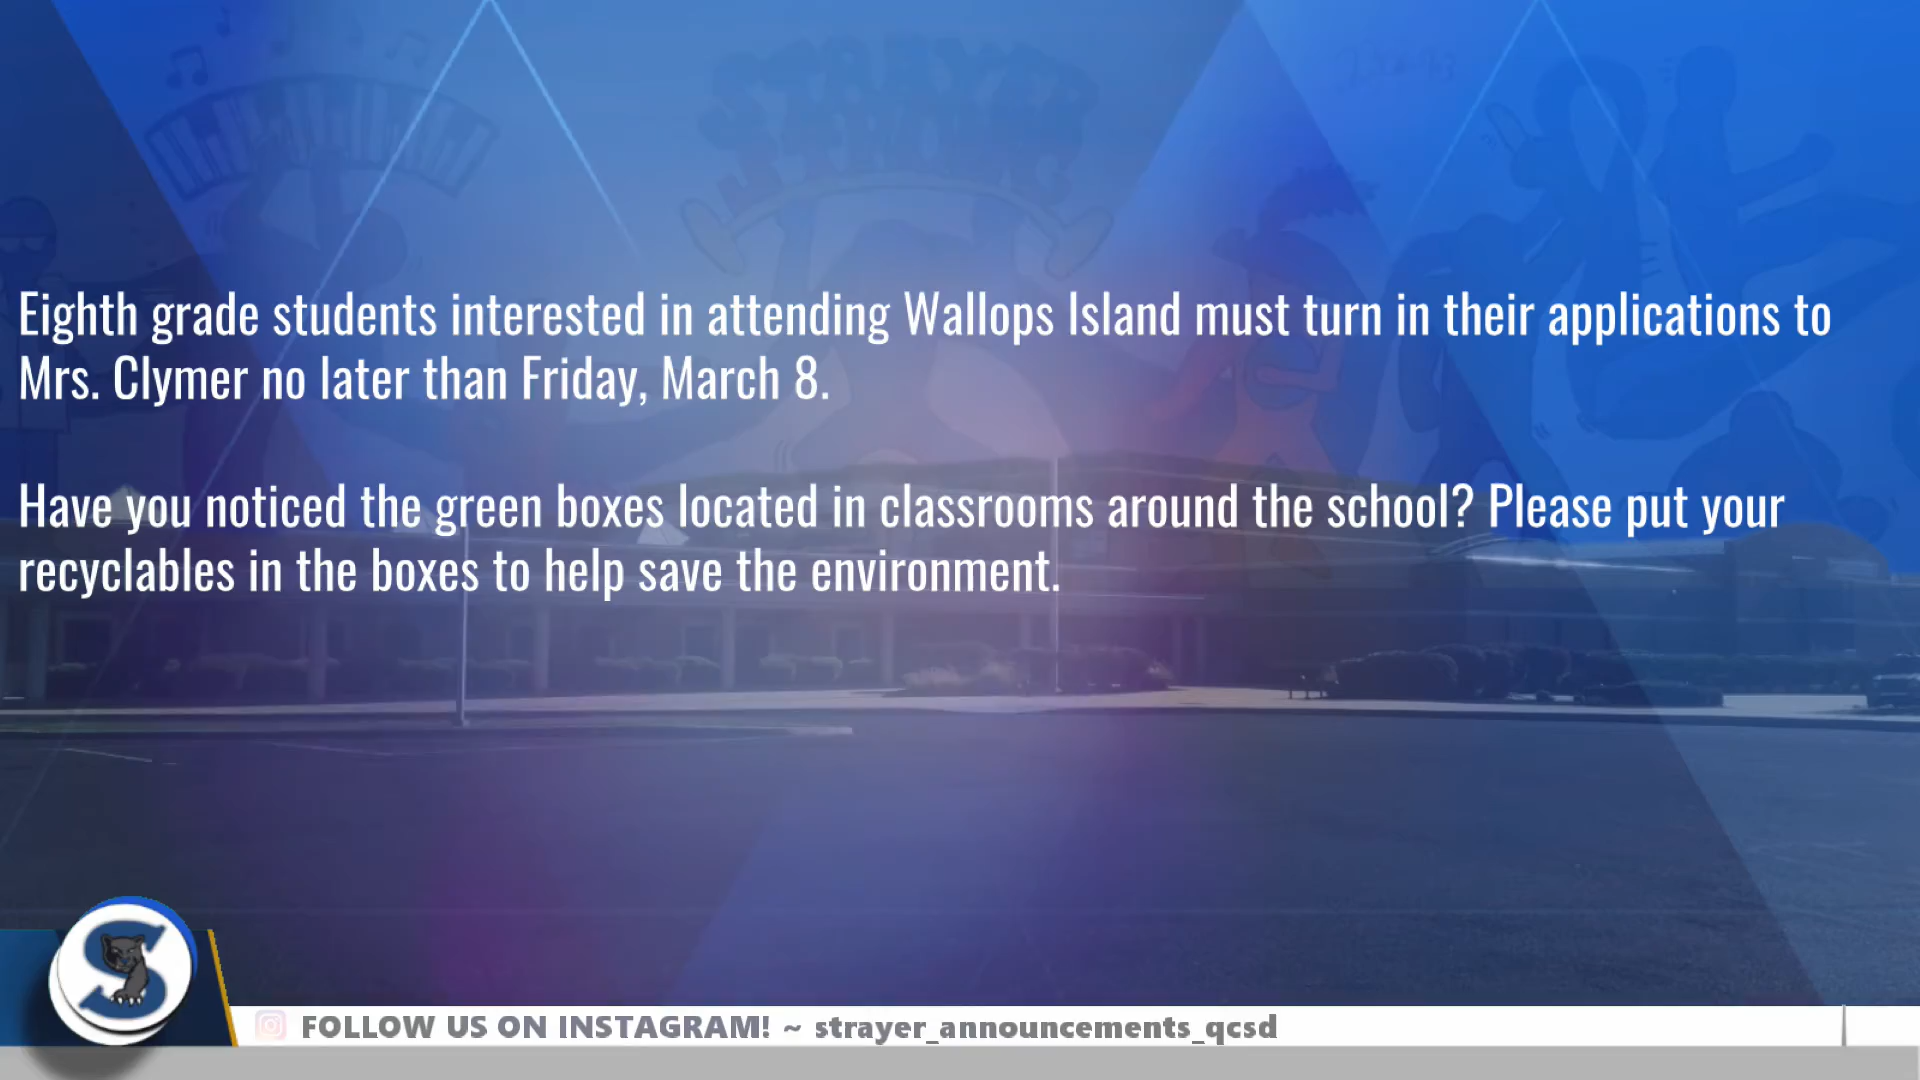 STRAYER
Eighth grade students interested in attending Wallops Island must turn in their applications to
Mrs. Clymer no later than Friday, March 8.
Have you noticed the green boxes located in classrooms around the school? Please put your
recyclables in the boxes to help save the environment.
S
FOLLOW US ON INSTAGRAM! ~ strayer_announcements_qcsd